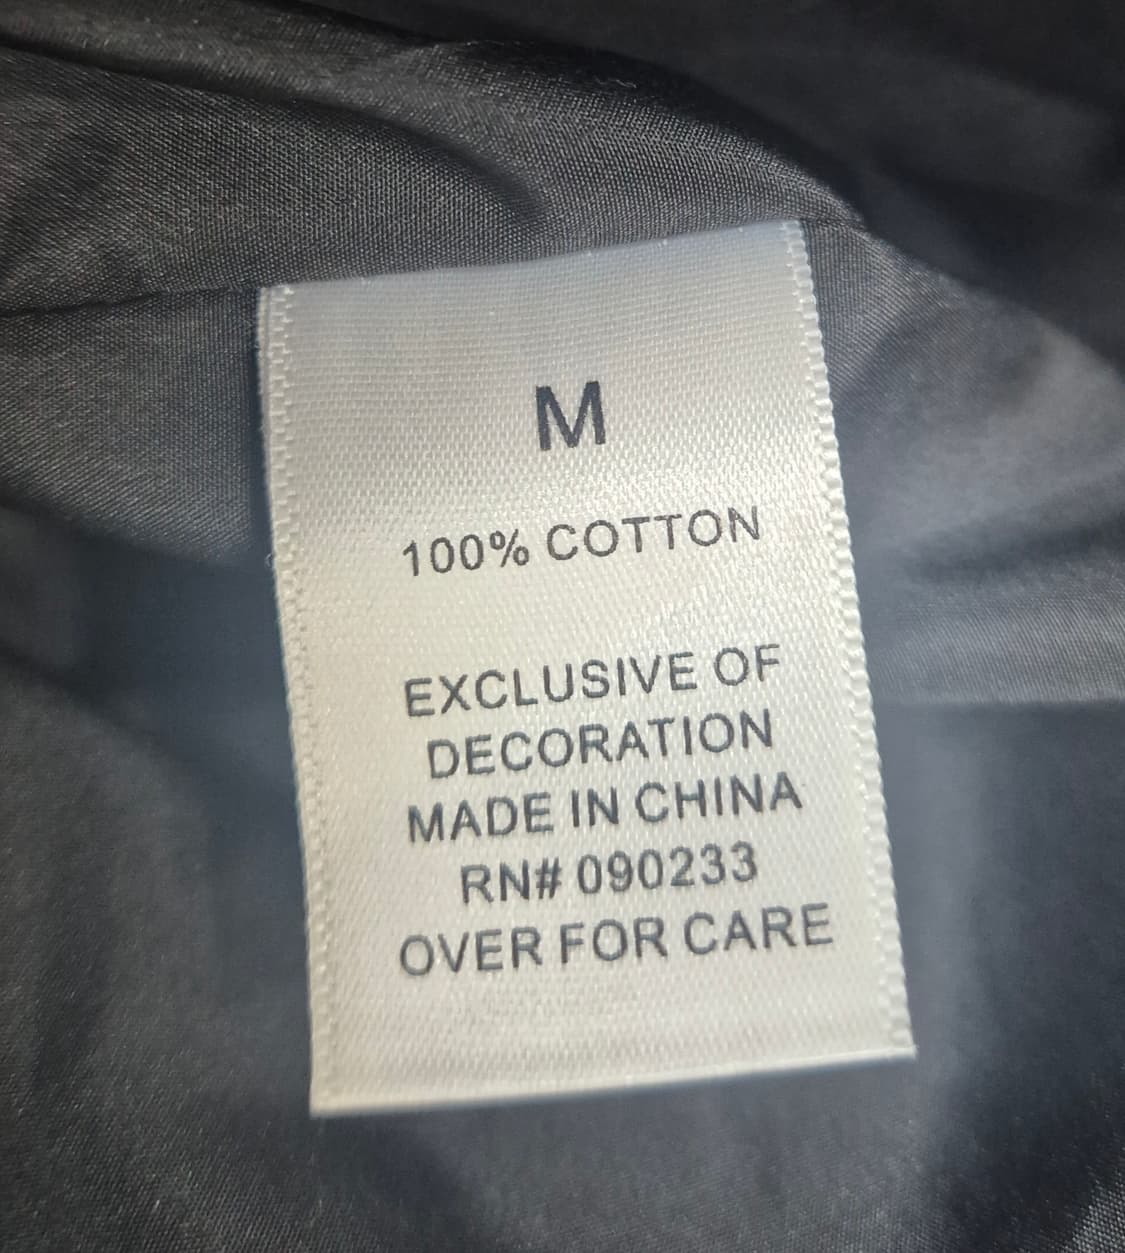 M
100% COTTON
EXCLUSIVE OF
DECORATION
MADE IN CHINA
RN# 090233
OVER FOR CARE